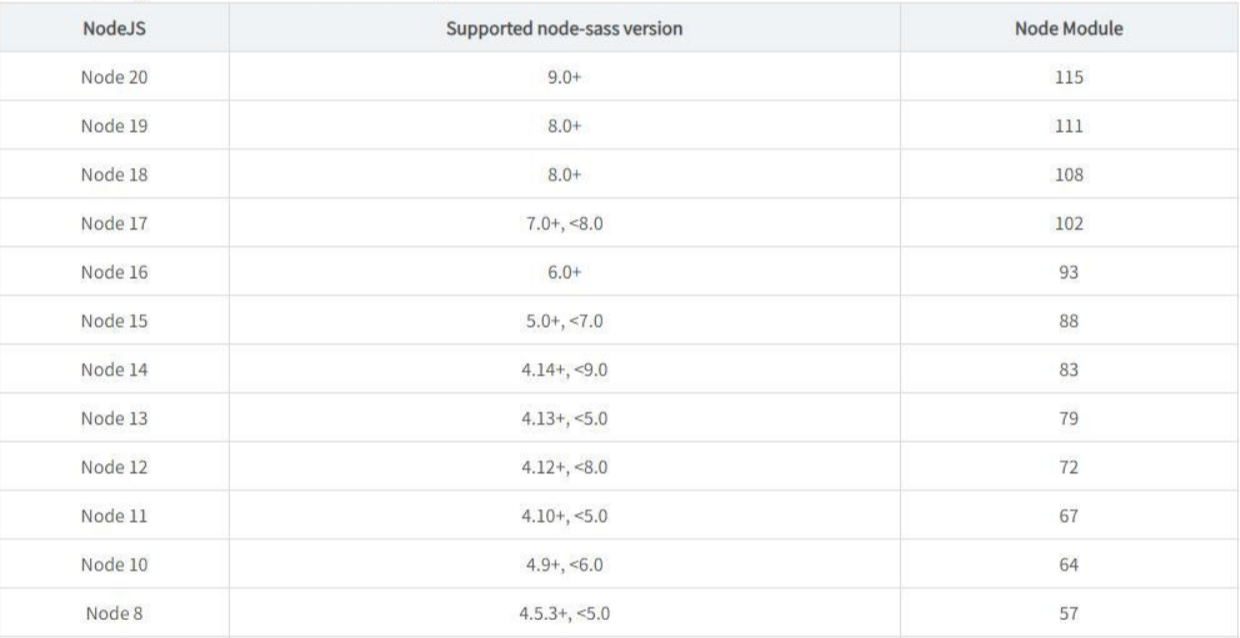 NodeJS Supported node-sass version Node Module
Node 20 9.0+ 115
Node 19 8.0+ 111
Node 18 8.0+ 108
Node 17 7.0+, <8.0 102
Node 16 6.0+ 93
Node 15 5.0+, <7.0 88
Node 14 4.14+, <9.0 83
Node 13 4.13+, <5.0 79
Node 12 4.12+, <8.0 72
Node 11 4.10+, <5.0 67
Node 10 4.9+, <6.0 64
Node 8 4.5.3+, <5.0 57